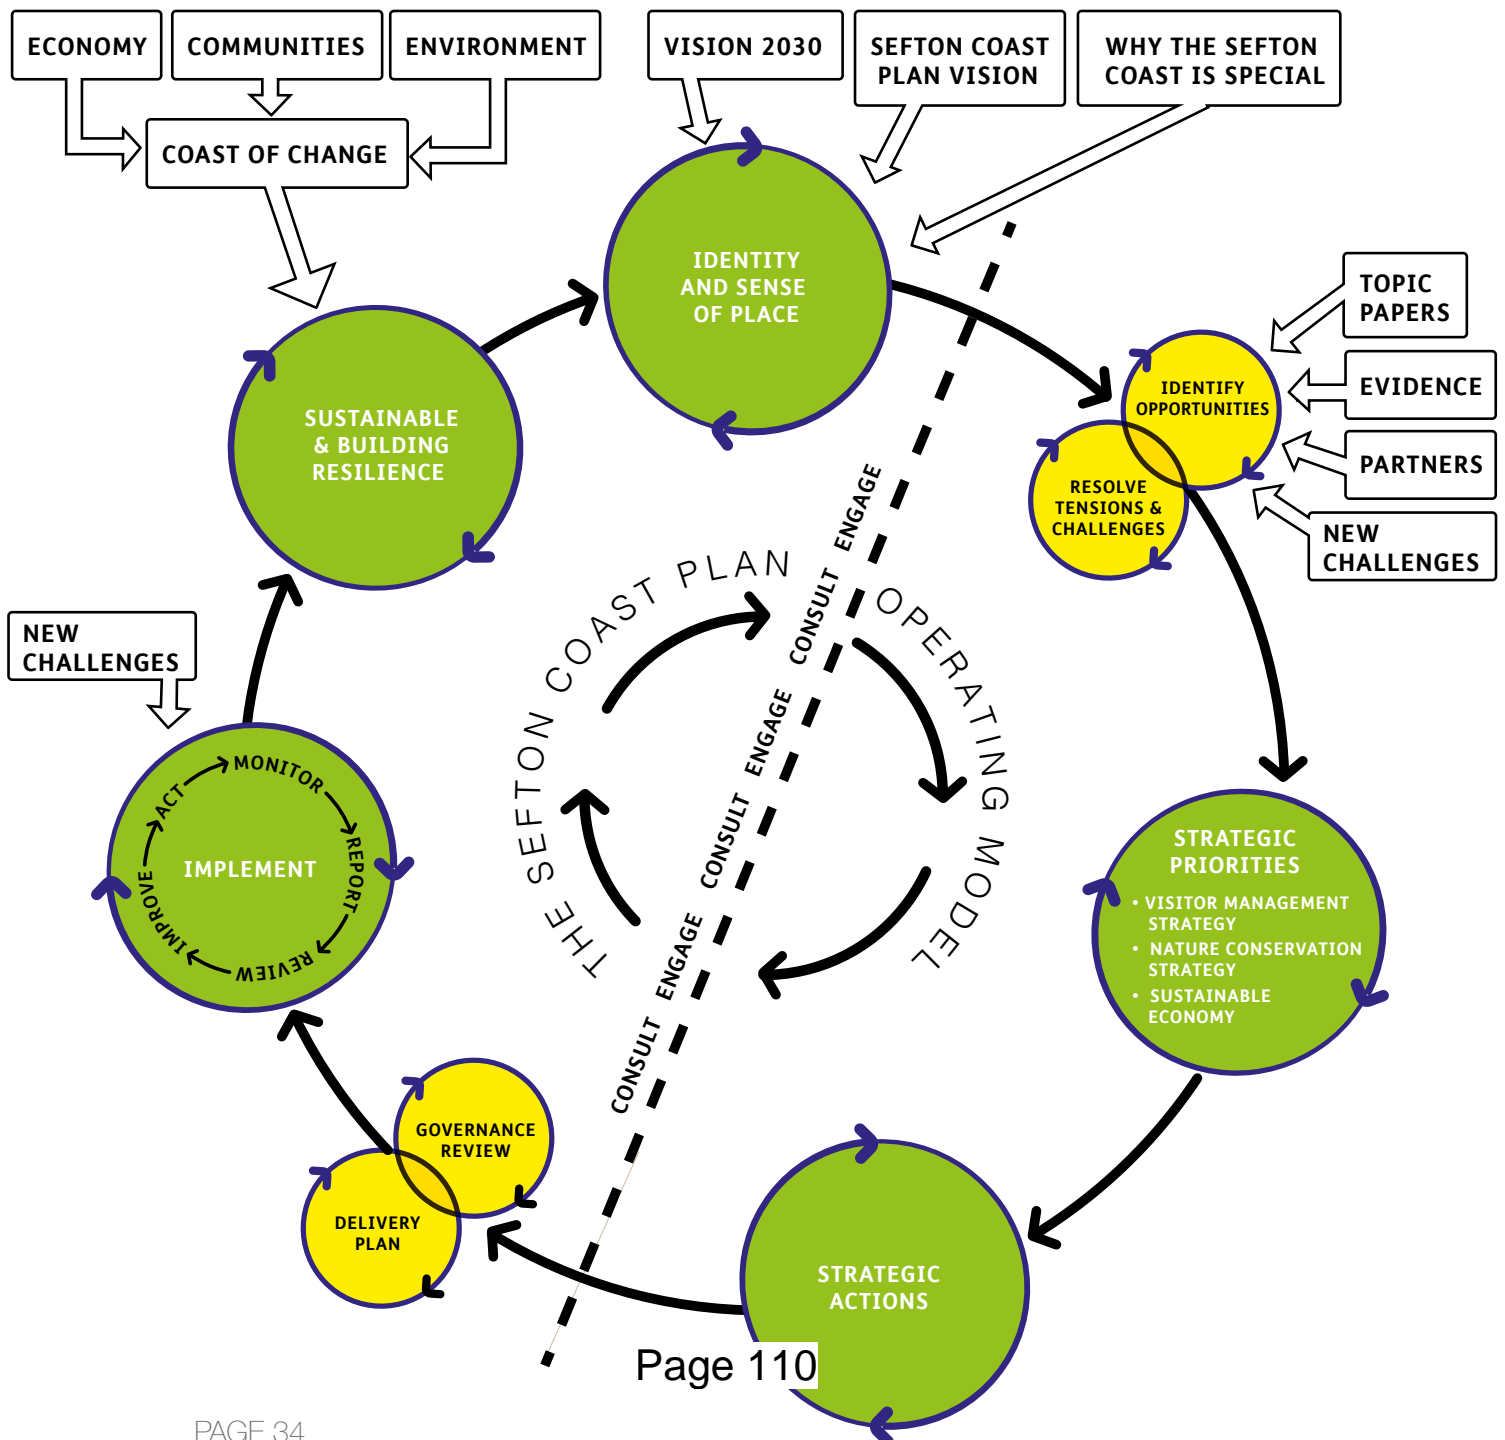 ECONOMY
COMMUNITIES
ENVIRONMENT
COAST OF CHANGE
VISION 2030
SEFTON COAST
PLAN VISION
WHY THE SEFTON
COAST IS SPECIAL
IDENTITY
AND SENSE
OF PLACE
TOPIC
PAPERS
EVIDENCE
PARTNERS
NEW
CHALLENGES
IDENTIFY
OPPORTUNITIES
RESOLVE
TENSIONS &
CHALLENGES
SUSTAINABLE
& BUILDING
RESILIENCE
THE SEFTON COAST PLAN OPERATING MODEL
CONSULT ENGAGE CONSULT ENGAGE CONSULT ENGAGE
NEW
CHALLENGES
IMPLEMENT
MONITOR
REPORT
REVIEW
IMPROVE
ACT
STRATEGIC
PRIORITIES
• VISITOR MANAGEMENT
STRATEGY
• NATURE CONSERVATION
STRATEGY
• SUSTAINABLE
ECONOMY
GOVERNANCE
REVIEW
DELIVERY
PLAN
STRATEGIC
ACTIONS
Page 110
PAGE 34